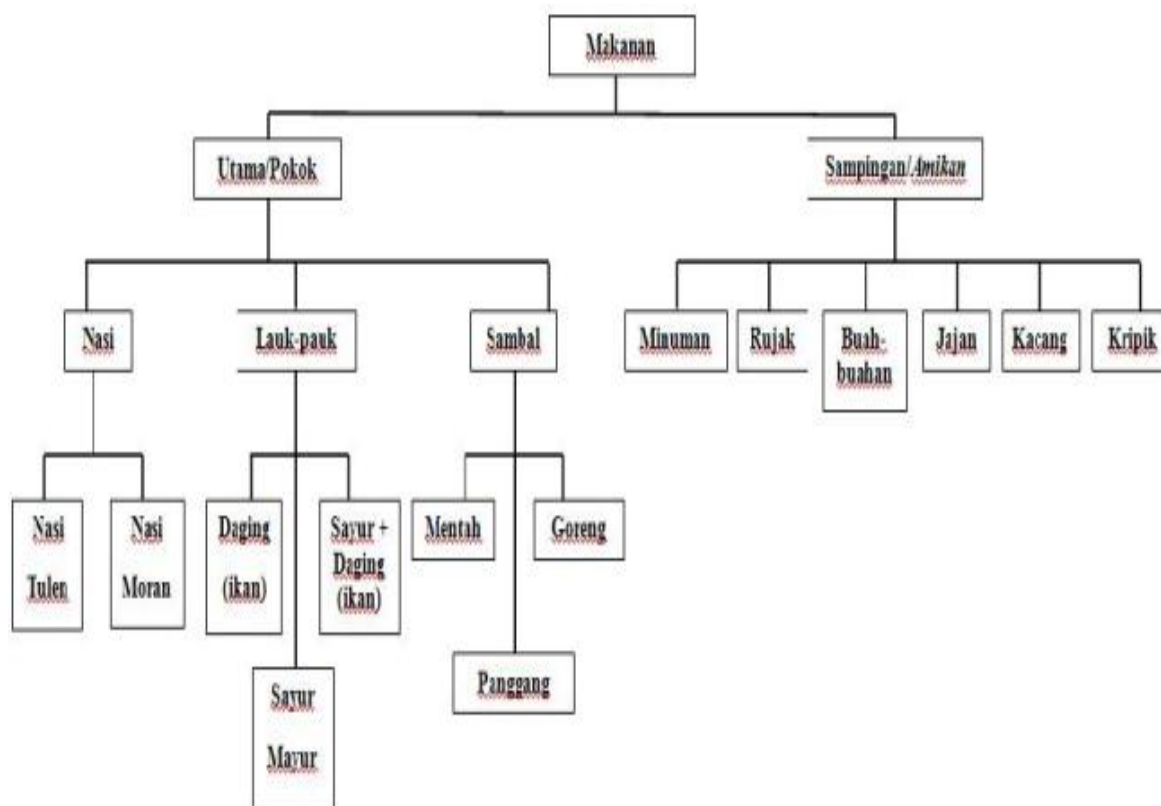 Makanan
Utama/Pokok
Sampingan/Amikan
Nasi
Lauk-pauk
Sambal
Minuman
Rujak
Buah-
buahan
Jajan
Kacang
Kripik
Nasi
Tulen
Nasi
Moran
Daging
(ikan)
Sayur +
Daging
(ikan)
Mentah
Goreng
Sayur
Mayur
Panggang